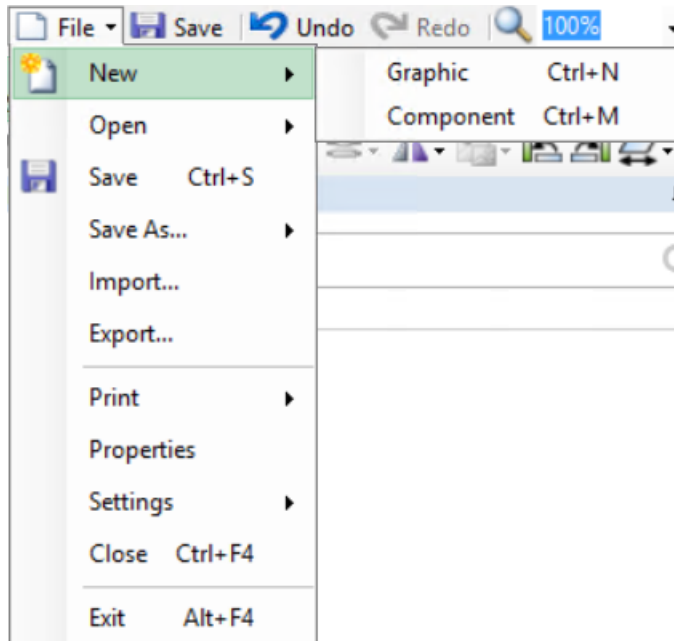 File Save Undo Redo 100%
New Graphic Ctrl+N
Component Ctrl+M
Open
Save Ctrl+S
Save As...
Import...
Export...
Print
Properties
Settings
Close Ctrl+F4
Exit Alt+F4